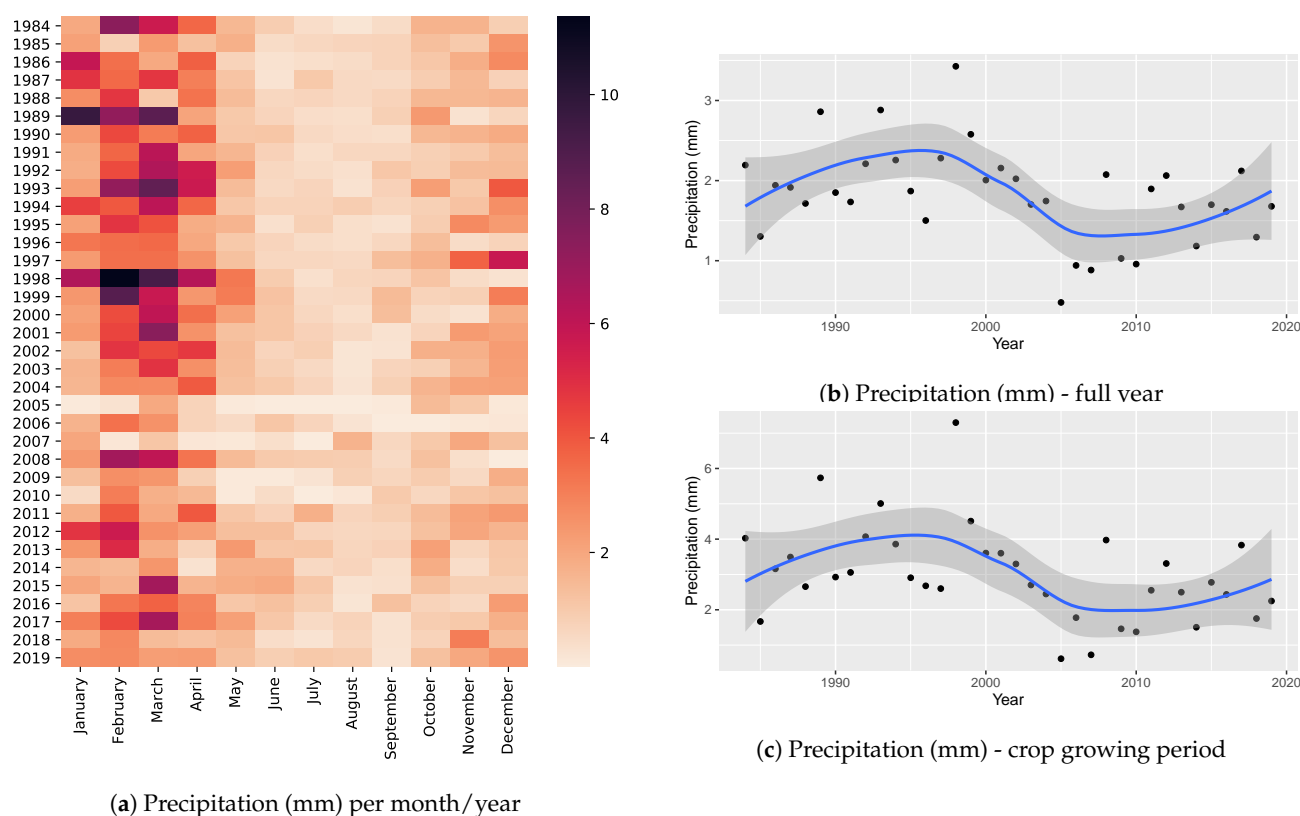 1984
1985
1986
1987
1988
1989
1990
1991
1992
1993
1994
1995
1996
1997
1998
1999
2000
2001
2002
2003
2004
2005
2006
2007
2008
2009
2010
2011
2012
2013
2014
2015
2016
2017
2018
2019
January
February
March
April
May
June
July
August
September
October
November
December
10
8
6
4
2
(a) Precipitation (mm) per month/year
Precipitation (mm)
3
2
1
1990 2000 2010 2020
Year
(b) Precipitation (mm) - full year
Precipitation (mm)
6
4
2
1990 2000 2010 2020
Year
(c) Precipitation (mm) - crop growing period